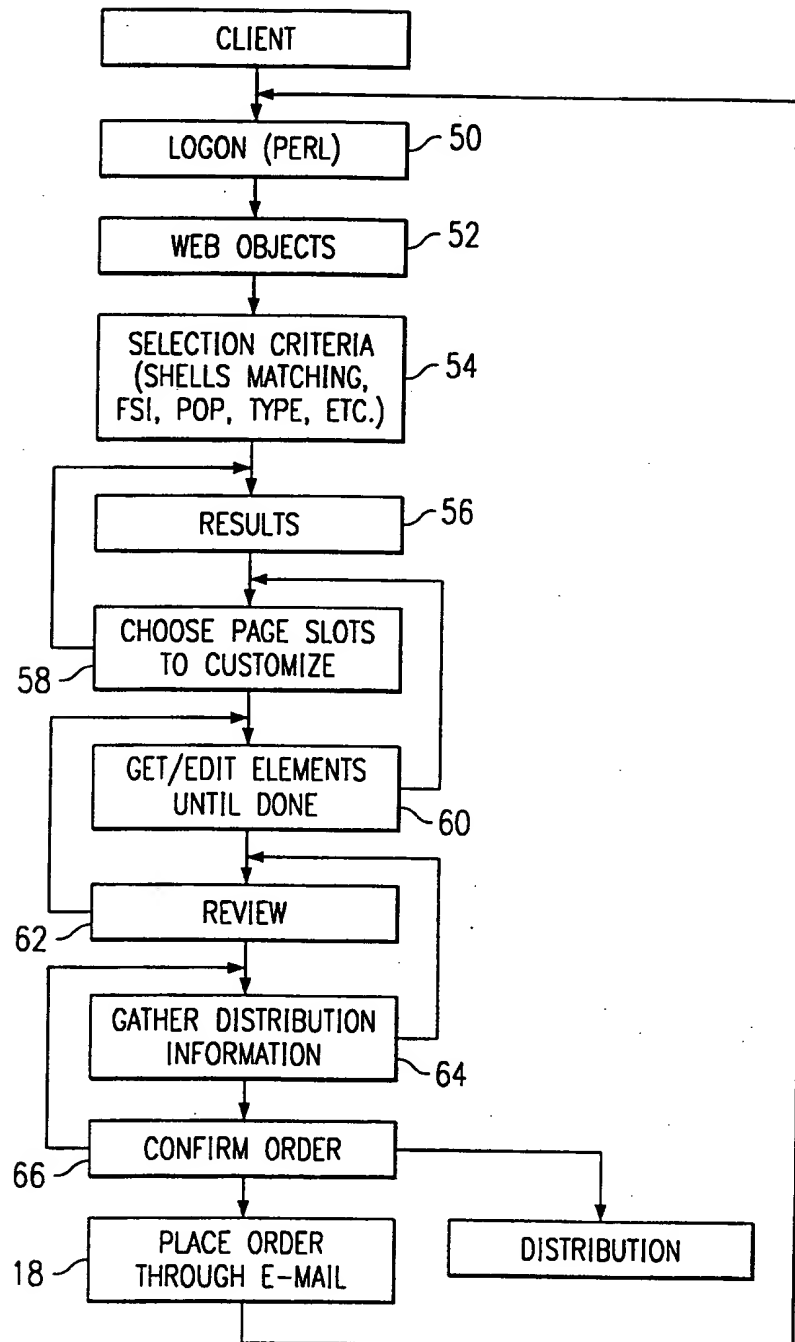 CLIENT
LOGON (PERL)
50
WEB OBJECTS
52
SELECTION CRITERIA
(SHELLS MATCHING,
FSI, POP, TYPE, ETC.)
54
RESULTS
56
CHOOSE PAGE SLOTS
TO CUSTOMIZE
58
GET/EDIT ELEMENTS
UNTIL DONE
60
REVIEW
62
GATHER DISTRIBUTION
INFORMATION
64
CONFIRM ORDER
66
PLACE ORDER
THROUGH E-MAIL
18
DISTRIBUTION